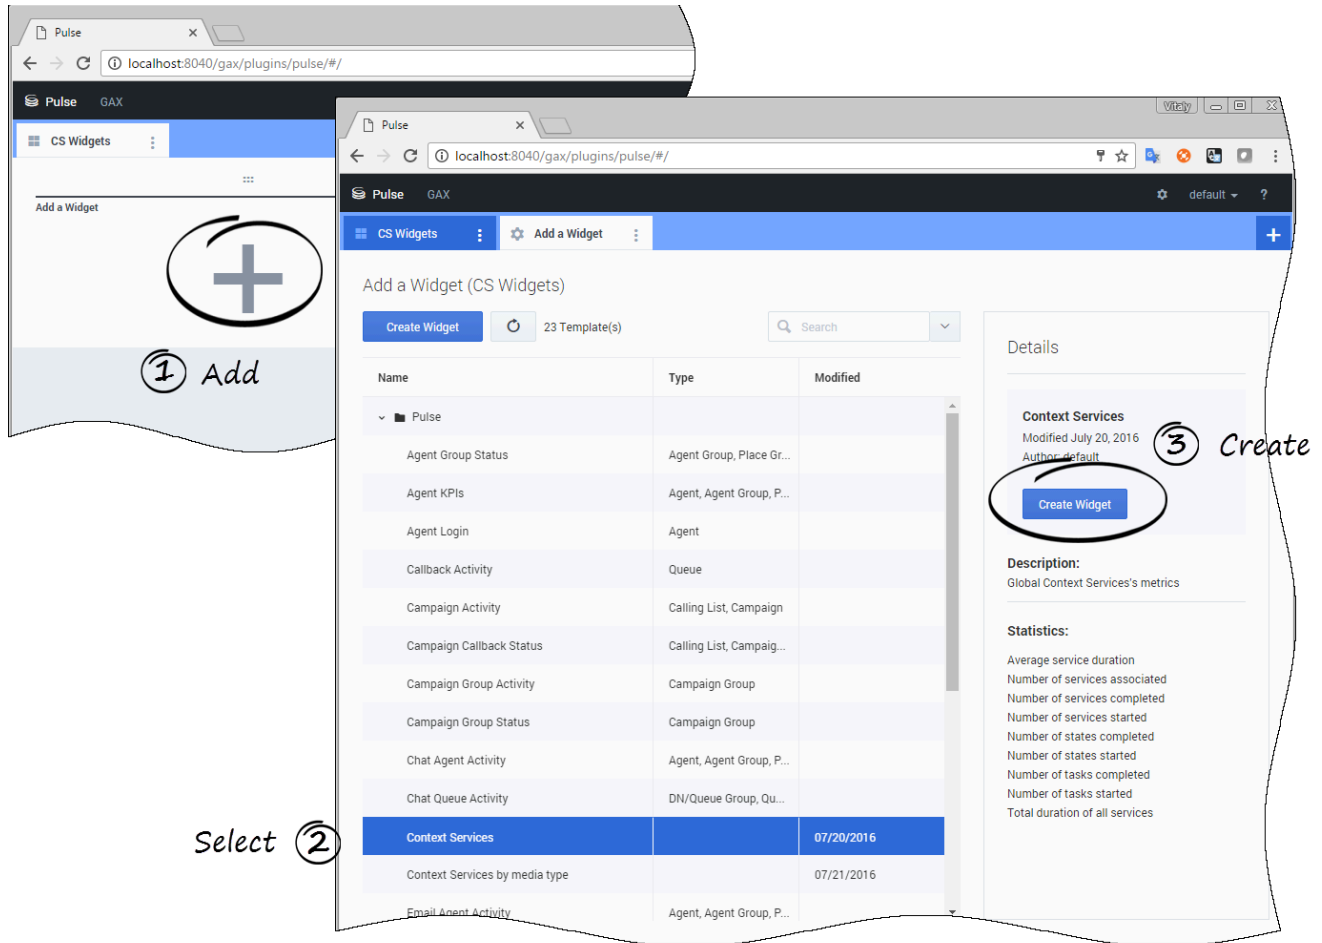 Pulse
localhost:8040/gax/plugins/pulse/#/
Pulse GAX
CS Widgets
Add a Widget
1 Add
Vitaly
Pulse
localhost:8040/gax/plugins/pulse/#/
Pulse GAX default ?
CS Widgets Add a Widget
Add a Widget (CS Widgets)
Create Widget 23 Template(s) Search
Name Type Modified
Pulse
Agent Group Status Agent Group, Place Gr...
Agent KPIs Agent, Agent Group, P...
Agent Login Agent
Callback Activity Queue
Campaign Activity Calling List, Campaign
Campaign Callback Status Calling List, Campaig...
Campaign Group Activity Campaign Group
Campaign Group Status Campaign Group
Chat Agent Activity Agent, Agent Group, P...
Chat Queue Activity DN/Queue Group, Qu...
Select 2
Context Services 07/20/2016
Context Services by media type 07/21/2016
Email Agent Activity Agent, Agent Group, P...
Details
Context Services
Modified July 20, 2016
Author: default
3 Create
Create Widget
Description:
Global Context Services's metrics
Statistics:
Average service duration
Number of services associated
Number of services completed
Number of services started
Number of states completed
Number of states started
Number of tasks completed
Number of tasks started
Total duration of all services